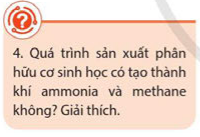 4. Quá trình sản xuất phân
hữu cơ sinh học có tạo thành
khí ammonia và methane
không? Giải thích.